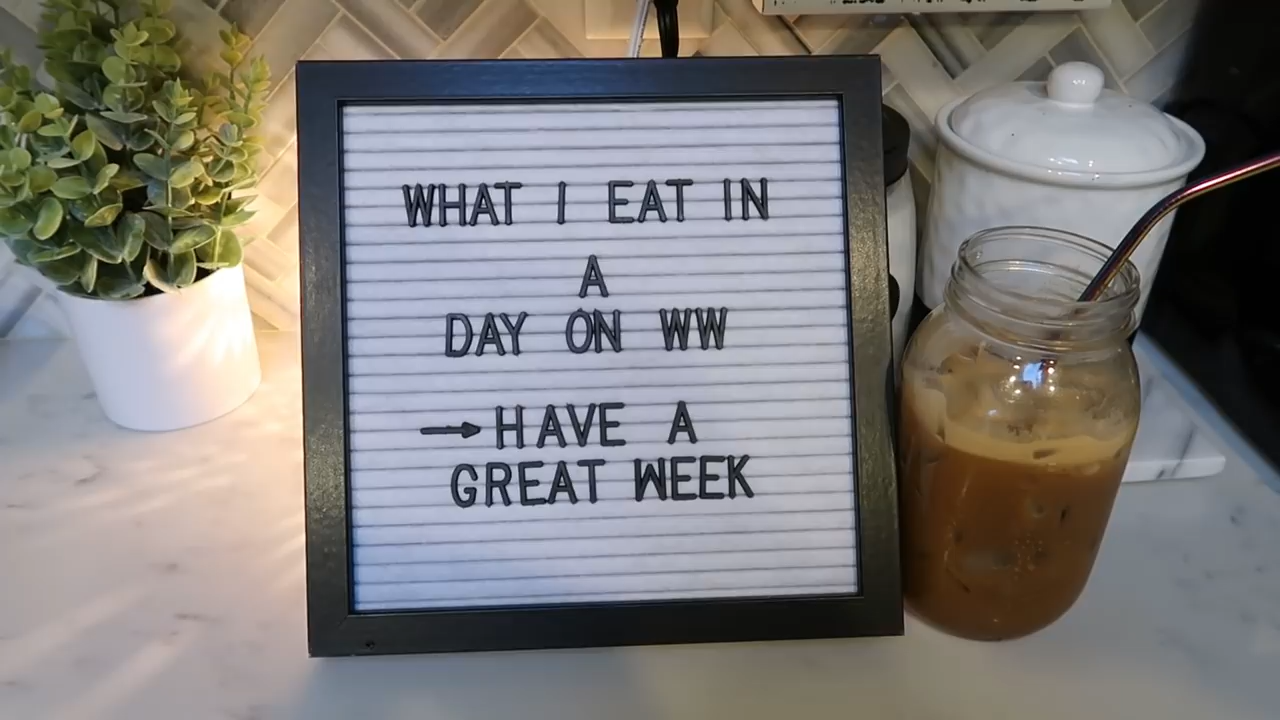 WHAT I EAT IN
A
DAY ON WW
→HAVE A
GREAT WEEK